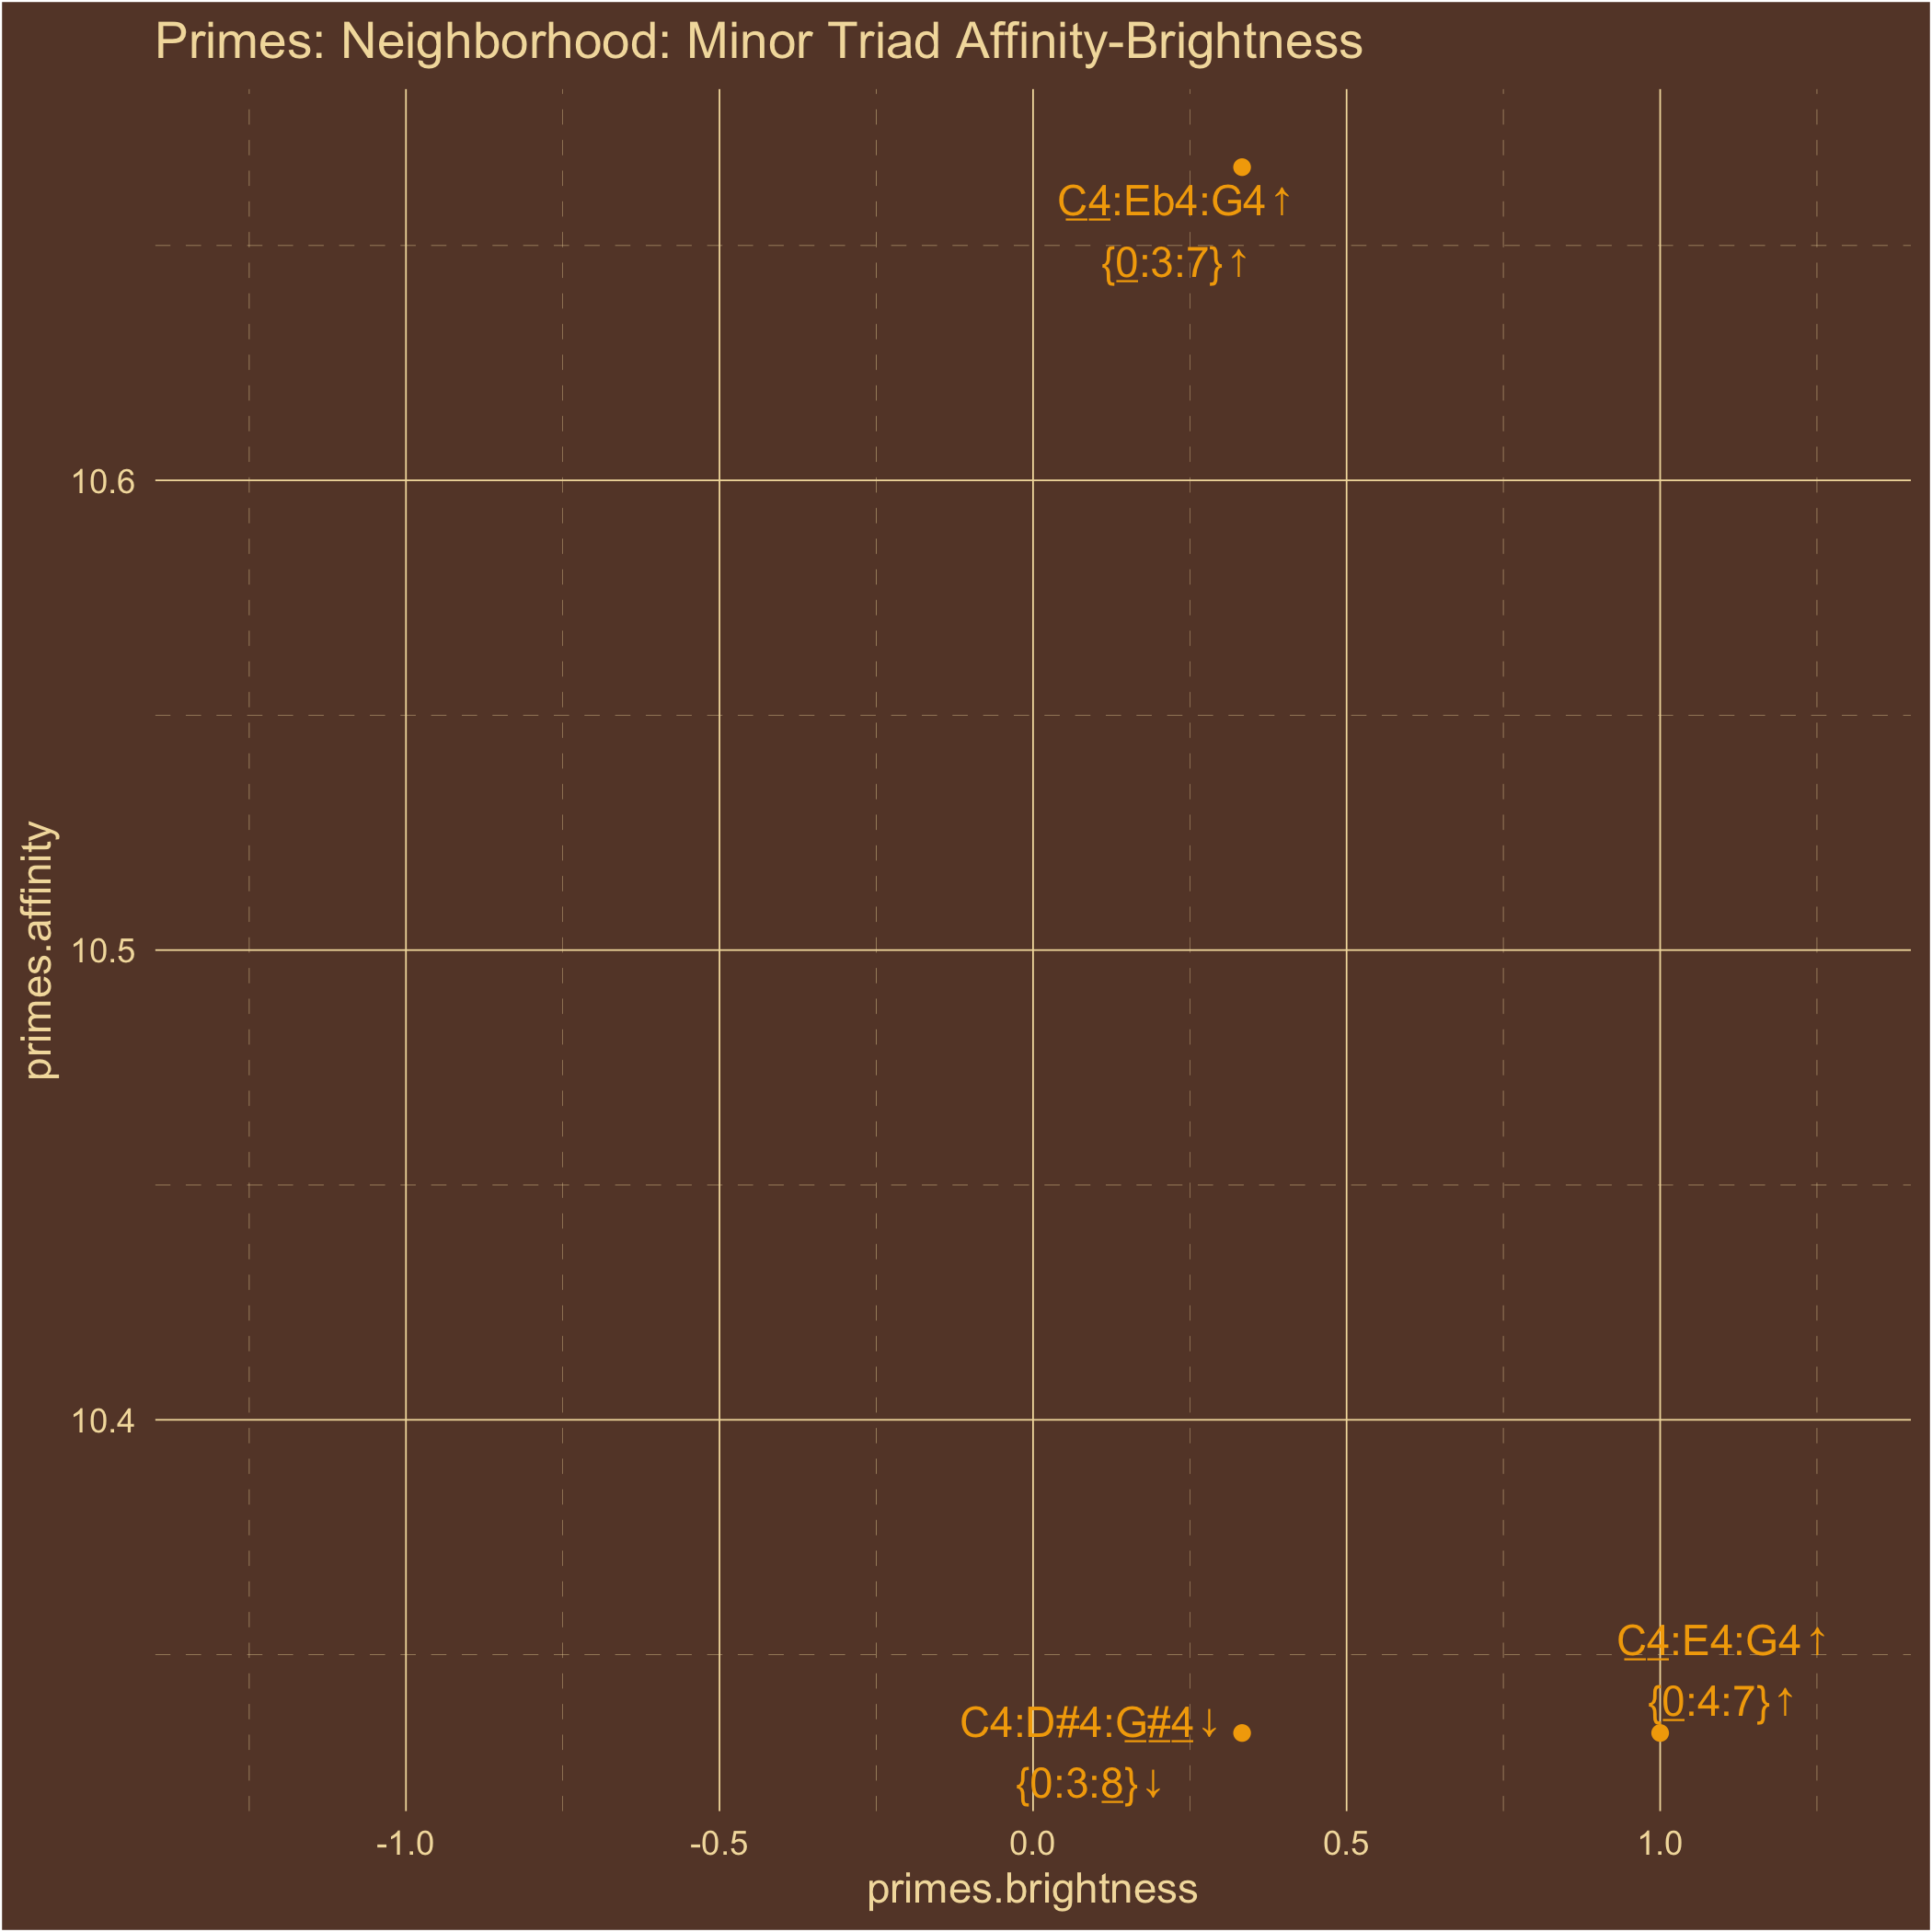 Primes: Neighborhood: Minor Triad Affinity-Brightness
C4:Eb4:G4↑
{0:3:7}↑
10.6
primes.affinity
10.5
10.4
C4:E4:G4↑
{0:4:7}↑
C4:D#4:G#4↓
{0:3:8}↓
-1.0
-0.5
0.0
0.5
1.0
primes.brightness